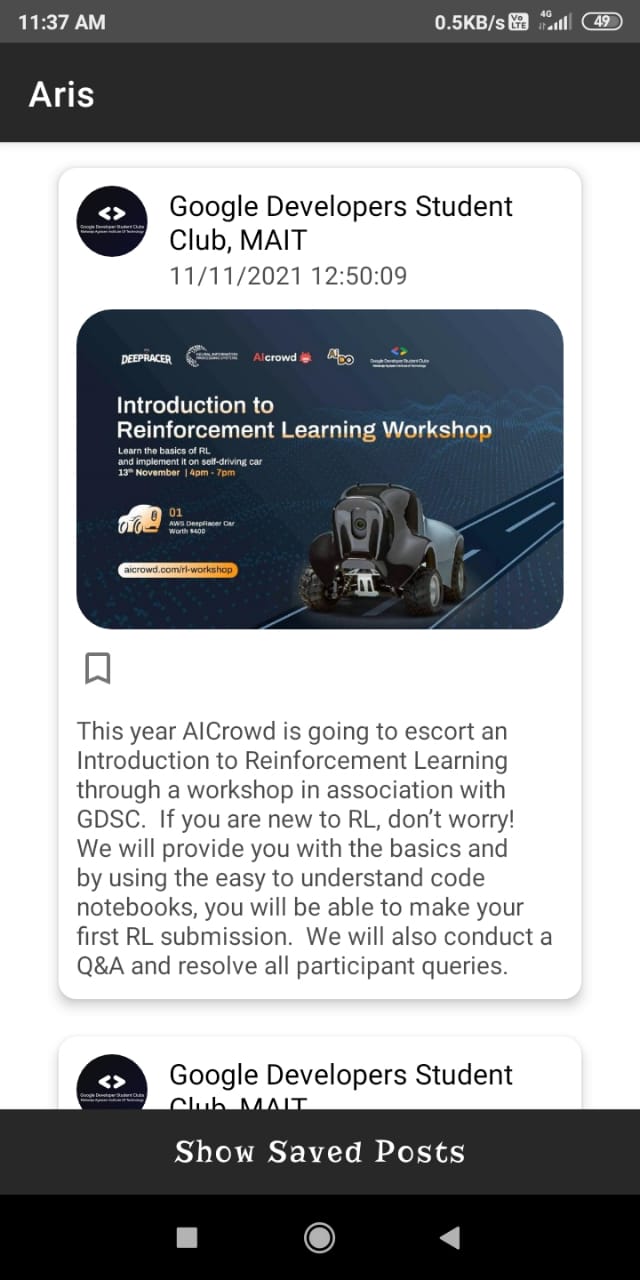 11:37 AM
0.5KB/s
Vo
LTE
4G
49
Aris
Google Developers Student
Club, MAIT
11/11/2021 12:50:09
DEEPRACER
AIcrowd
Introduction to
Reinforcement Learning Workshop
Learn the basics of RL
and implement it on self-driving car
13th November | 4pm - 7pm
01
AWS DeepRacer Car
Worth $400
aicrowd.com/rl-workshop
This year AICrowd is going to escort an
Introduction to Reinforcement Learning
through a workshop in association with
GDSC.  If you are new to RL, don’t worry!
We will provide you with the basics and
by using the easy to understand code
notebooks, you will be able to make your
first RL submission.  We will also conduct a
Q&A and resolve all participant queries.
Google Developers Student
Club, MAIT
Show Saved Posts